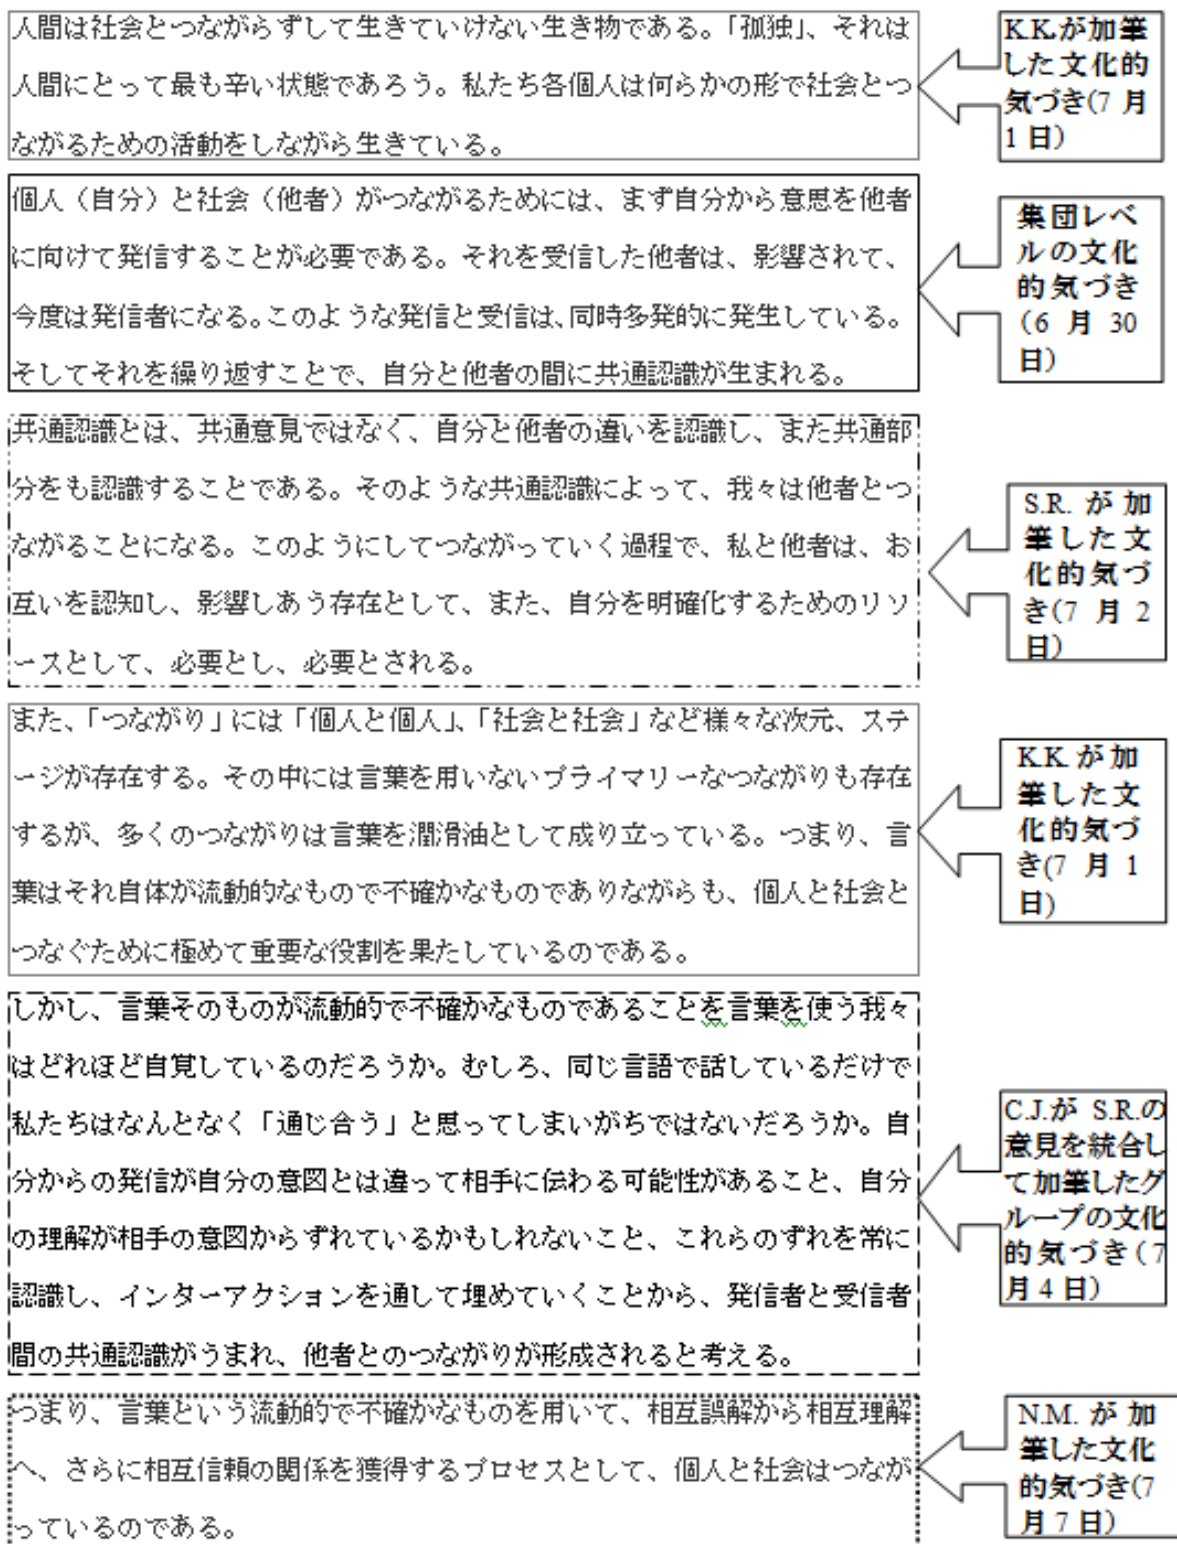 人間は社会とつながらずして生きていけない生き物である。「孤独」、それは
人間にとって最も辛い状態であろう。私たち各個人は何らかの形で社会とつ
ながるための活動をしながら生きている。
K.K.が加筆
した文化的
気づき(7 月
1 日)
個人（自分）と社会（他者）がつながるためには、まず自分から意思を他者
に向けて発信することが必要である。それを受信した他者は、影響されて、
今度は発信者になる。このような発信と受信は、同時多発的に発生している。
そしてそれを繰り返すことで、自分と他者の間に共通認識が生まれる。
集団レベ
ルの文化
的気づき
（6 月 30
日）
共通認識とは、共通意見ではなく、自分と他者の違いを認識し、また共通部
分をも認識することである。そのような共通認識によって、我々は他者とつ
ながることになる。このようにしてつながっていく過程で、私と他者は、お
互いを認知し、影響しあう存在として、また、自分を明確化するためのリソ
ースとして、必要とし、必要とされる。
S.R. が加
筆した文
化的気づ
き(7 月 2
日)
また、「つながり」には「個人と個人」、「社会と社会」など様々な次元、ステ
ージが存在する。その中には言葉を用いないプライマリーなつながりも存在
するが、多くのつながりは言葉を潤滑油として成り立っている。つまり、言
葉はそれ自体が流動的なもので不確かなものでありながらも、個人と社会と
つなぐために極めて重要な役割を果たしているのである。
K.K. が加
筆した文
化的気づ
き(7 月 1
日)
しかし、言葉そのものが流動的で不確かなものであることを言葉を使う我々
はどれほど自覚しているのだろうか。むしろ、同じ言語で話しているだけで
私たちはなんとなく「通じ合う」と思ってしまいがちではないだろうか。自
分からの発信が自分の意図とは違って相手に伝わる可能性があること、自分
の理解が相手の意図からずれているかもしれないこと、これらのずれを常に
認識し、インターアクションを通して埋めていくことから、発信者と受信者
間の共通認識がうまれ、他者とのつながりが形成されると考える。
C.J.が S.R.の
意見を統合し
て加筆したグ
ループの文化
的気づき（7
月 4 日）
つまり、言葉という流動的で不確かなものを用いて、相互誤解から相互理解
へ、さらに相互信頼の関係を獲得するプロセスとして、個人と社会はつなが
っているのである。
N.M. が加
筆した文化
的気づき(7
月 7 日)